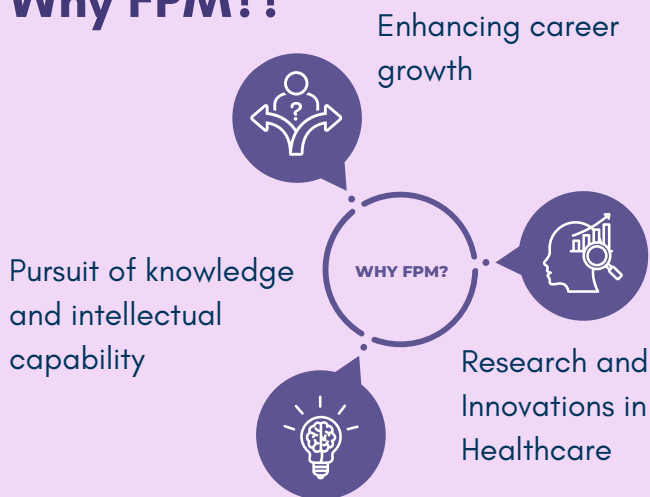 Why FPM??
Enhancing career
growth
?
WHY FPM?
Pursuit of knowledge
and intellectual
capability
Research and
Innovations in
Healthcare